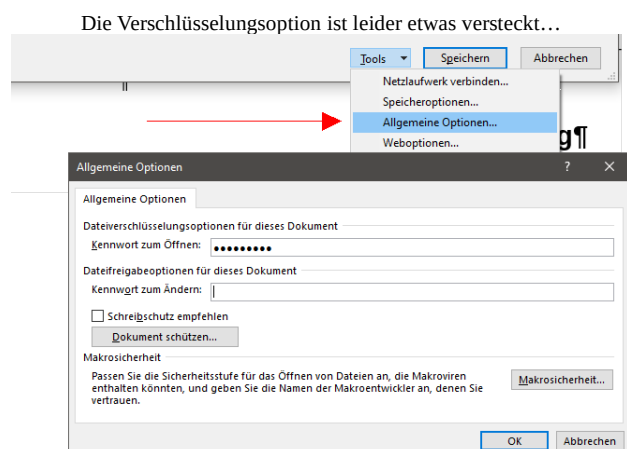 Die Verschlüsselungsoption ist leider etwas versteckt…
Tools Speichern Abbrechen
Netzlaufwerk verbinden...
Speicheroptionen...
Allgemeine Optionen...
Weboptionen...
g¶
Allgemeine Optionen ? ×
Allgemeine Optionen
Dateiverschlüsselungsoptionen für dieses Dokument
Kennwort zum Öffnen: •••••••••
Dateifreigabeoptionen für dieses Dokument
Kennwort zum Ändern:
Schreibschutz empfehlen
Dokument schützen...
Makrosicherheit
Passen Sie die Sicherheitsstufe für das Öffnen von Dateien an, die Makroviren
enthalten könnten, und geben Sie die Namen der Makroentwickler an, denen Sie
vertrauen.
Makrosicherheit...
OK Abbrechen